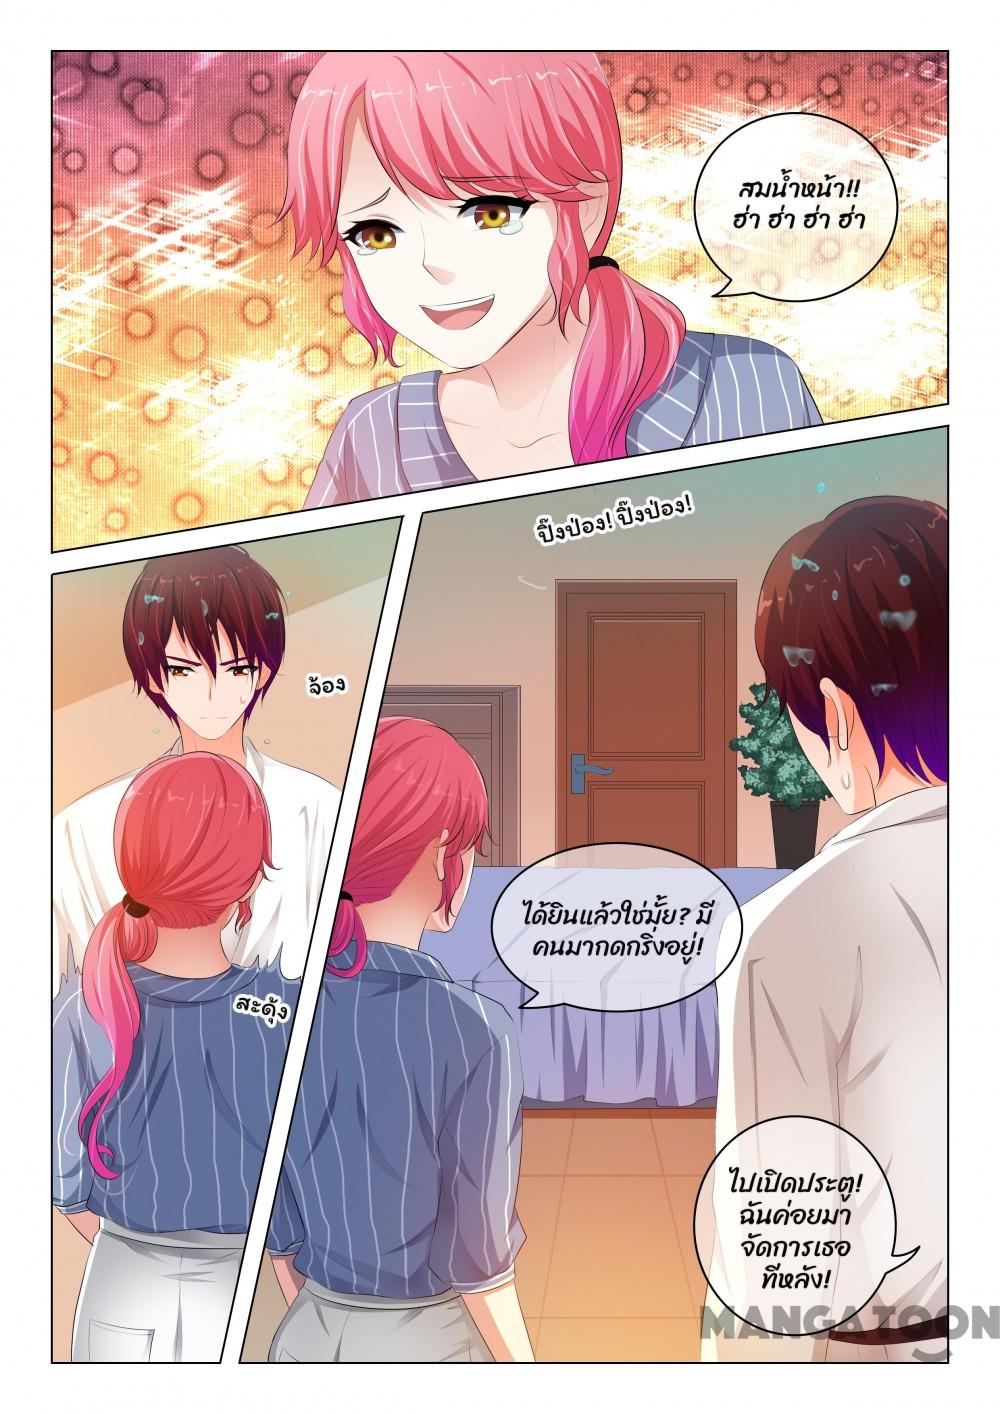 สมน้ำหน้า!!
ฮ่า ฮ่า ฮ่า ฮ่า
จ้อง
สะดุ้ง
ปิ๊งป่อง! ปิ๊งป่อง!
ได้ยินแล้วใช่มั้ย? มี
คนมากดกริ่งอยู่!
ไปเปิดประตู!
ฉันค่อยมา
จัดการเธอ
ทีหลัง!
MANGATOON